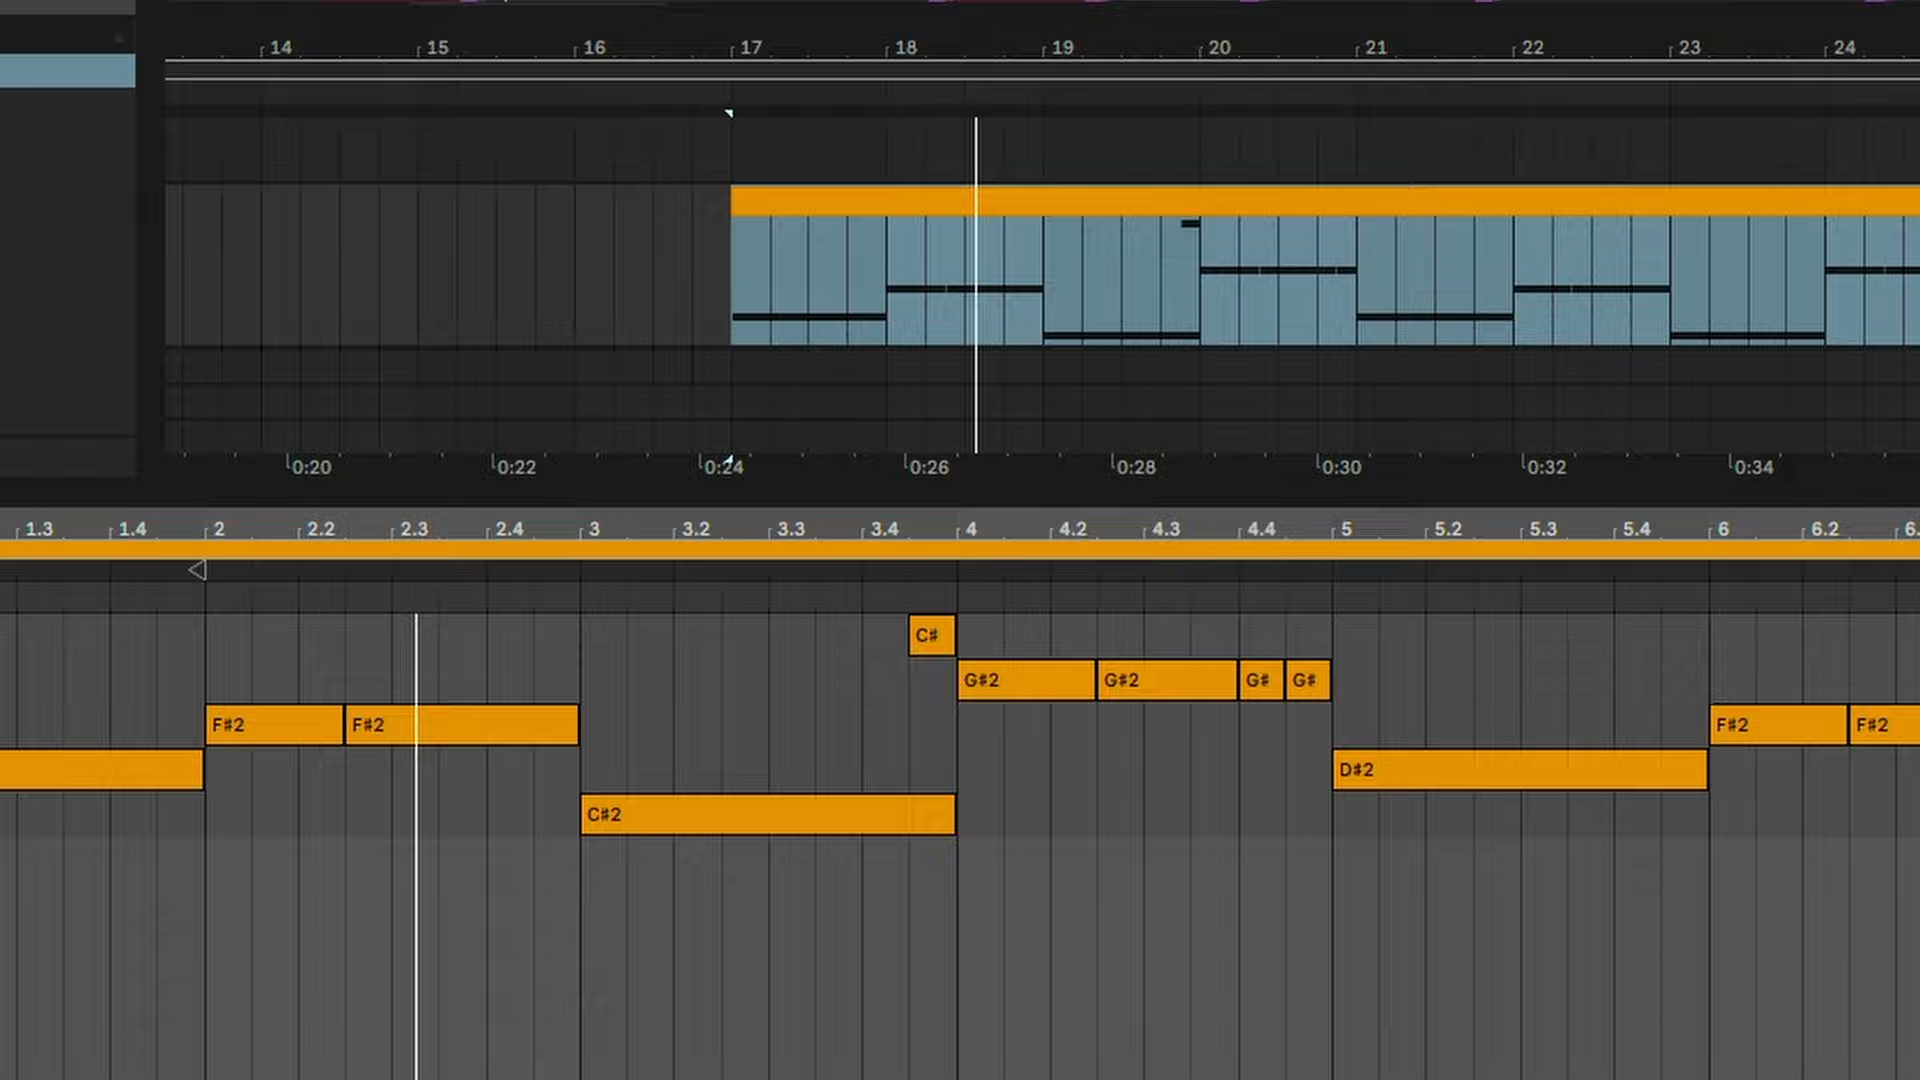 14 15 16 17 18 19 20 21 22 23 24
0:20 0:22 0:24 0:26 0:28 0:30 0:32 0:34
1.3 1.4 2 2.2 2.3 2.4 3 3.2 3.3 3.4 4 4.2 4.3 4.4 5 5.2 5.3 5.4 6 6.2 6.
C#
G#2 G#2 G# G#
F#2 F#2 F#2 F#2
D#2
C#2